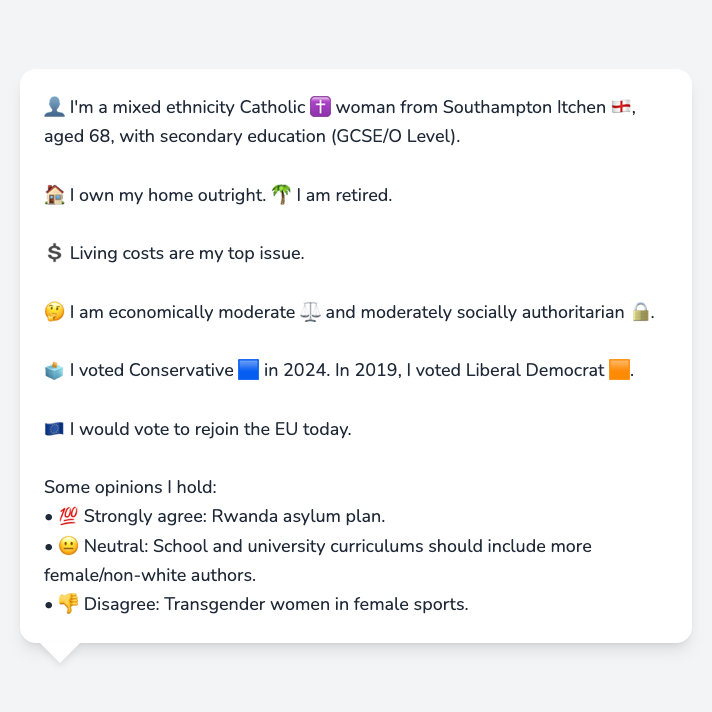 👤 I'm a mixed ethnicity Catholic ✝️ woman from Southampton Itchen 🏴󠁧󠁢󠁥󠁮󠁧󠁿,
aged 68, with secondary education (GCSE/O Level).
🏠 I own my home outright. 🌴 I am retired.
💲 Living costs are my top issue.
🤔 I am economically moderate ⚖️ and moderately socially authoritarian 🔒.
🗳️ I voted Conservative 🟦 in 2024. In 2019, I voted Liberal Democrat 🟧.
🇪🇺 I would vote to rejoin the EU today.
Some opinions I hold:
• 💯 Strongly agree: Rwanda asylum plan.
• 😐 Neutral: School and university curriculums should include more
female/non-white authors.
• 👎 Disagree: Transgender women in female sports.